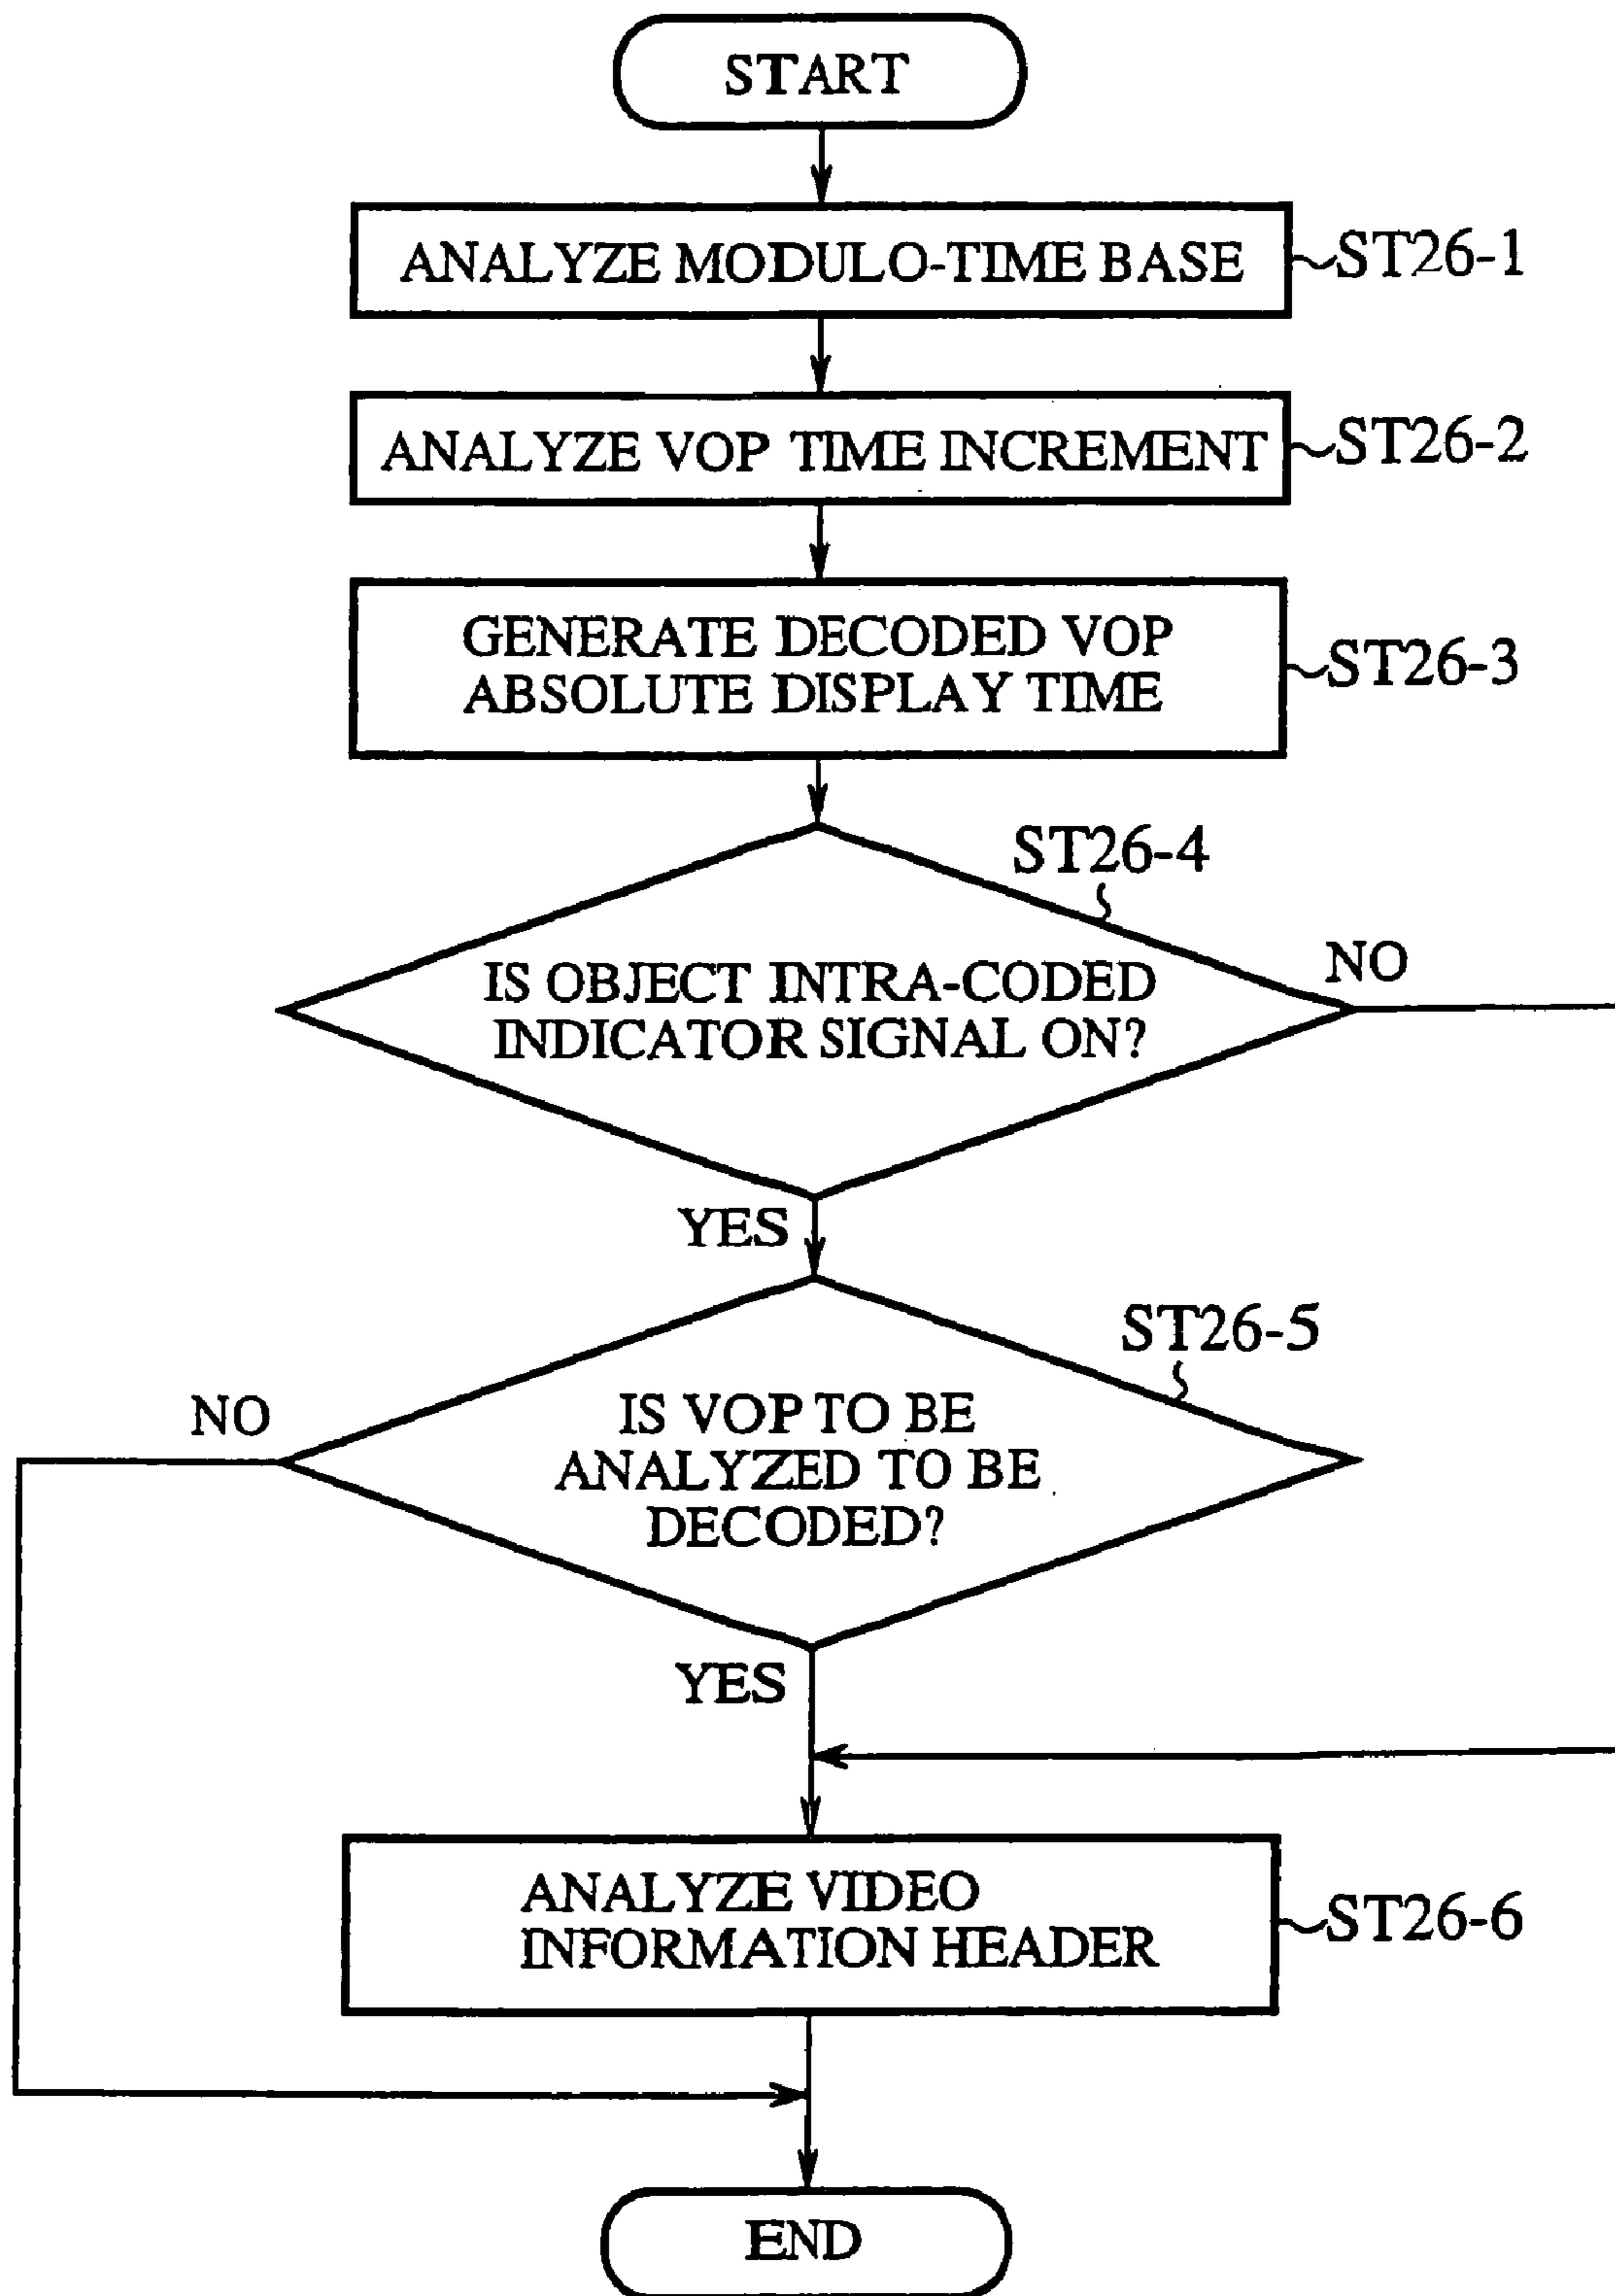 START
ANALYZE MODULO-TIME BASE
ST26-1
ANALYZE VOP TIME INCREMENT
ST26-2
GENERATE DECODED VOP
ABSOLUTE DISPLAY TIME
ST26-3
ST26-4
IS OBJECT INTRA-CODED
INDICATOR SIGNAL ON?
NO
YES
ST26-5
NO
IS VOP TO BE
ANALYZED TO BE
DECODED?
YES
ANALYZE VIDEO
INFORMATION HEADER
ST26-6
END